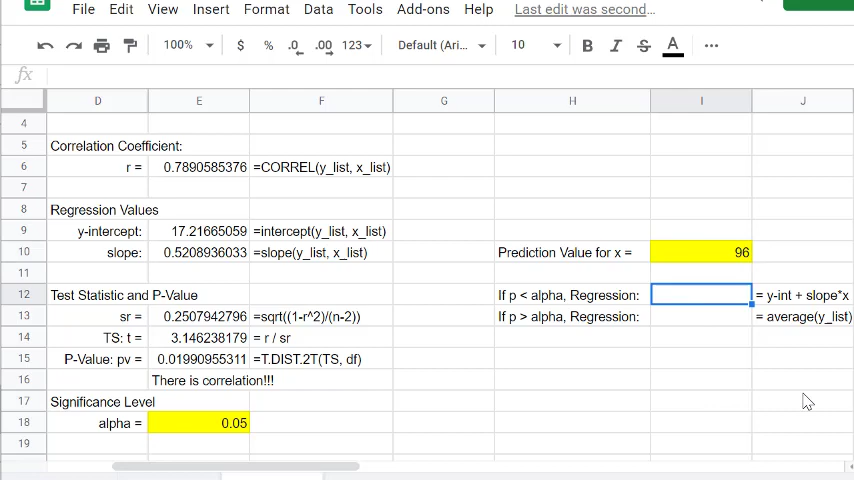 File Edit View Insert Format Data Tools Add-ons Help Last edit was second...
100% $ % .0 .00 123 Default (Ari... 10 B I S A ...
fx
D E F G H I J
4
5 Correlation Coefficient:
6 r = 0.7890585376 =CORREL(y_list, x_list)
7
8 Regression Values
9 y-intercept: 17.21665059 =intercept(y_list, x_list)
10 slope: 0.5208936033 =slope(y_list, x_list) Prediction Value for x = 96
11
12 Test Statistic and P-Value If p < alpha, Regression: = y-int + slope*x
13 sr = 0.2507942796 =sqrt((1-r^2)/(n-2)) If p > alpha, Regression: = average(y_list)
14 TS: t = 3.146238179 = r / sr
15 P-Value: pv = 0.01990955311 =T.DIST.2T(TS, df)
16 There is correlation!!!
17 Significance Level
18 alpha = 0.05
19